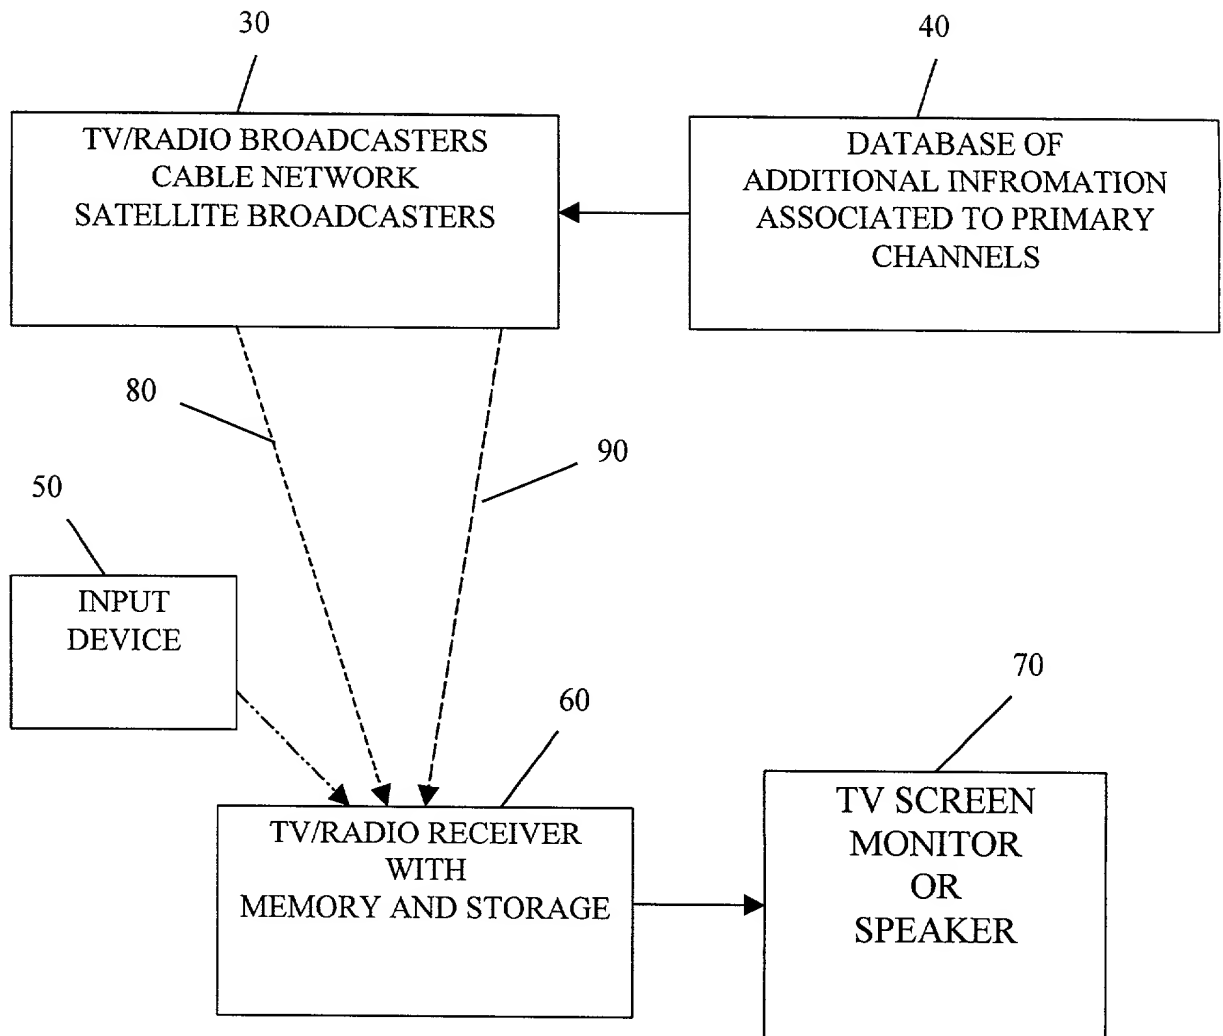 30
40
TV/RADIO BROADCASTERS
CABLE NETWORK
SATELLITE BROADCASTERS
DATABASE OF
ADDITIONAL INFROMATION
ASSOCIATED TO PRIMARY
CHANNELS
80
90
50
INPUT
DEVICE
60
70
TV/RADIO RECEIVER
WITH
MEMORY AND STORAGE
TV SCREEN
MONITOR
OR
SPEAKER